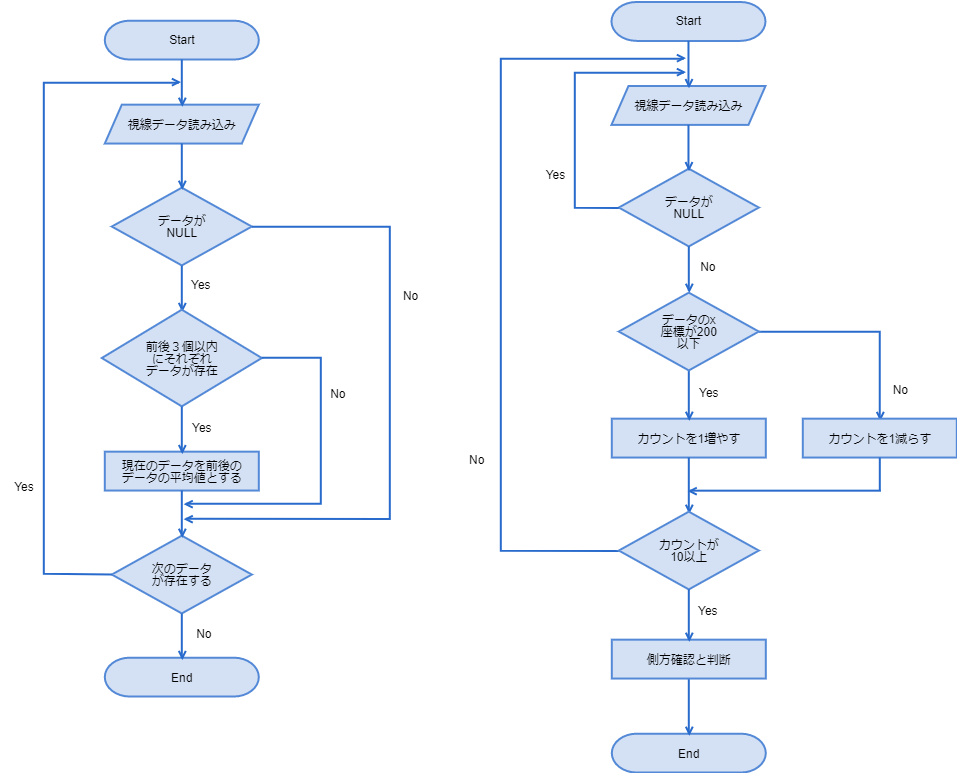 Start
視線データ読み込み
データが
NULL
Yes
No
前後３個以内
にそれぞれ
データが存在
No
Yes
現在のデータを前後の
データの平均値とする
Yes
次のデータ
が存在する
No
End
Start
視線データ読み込み
Yes
データが
NULL
No
データのx
座標が200
以下
Yes
No
カウントを1増やす
カウントを1減らす
No
カウントが
10以上
Yes
側方確認と判断
End